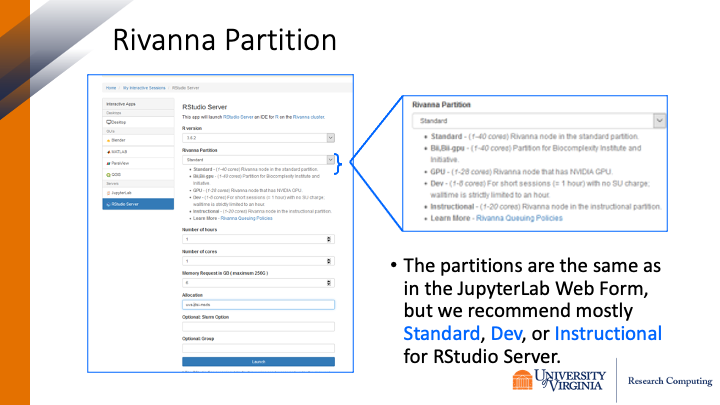 Rivanna Partition
Home / My Interactive Sessions / RStudio Server
Interactive Apps
Desktops
Desktop
GUIs
Blender
MATLAB
ParaView
QGIS
Servers
JupyterLab
RStudio Server
RStudio Server
This app will launch RStudio Server an IDE for R on the Rivanna cluster.
R version
Rivanna Partition
Standard
• Standard - (1-40 cores) Rivanna node in the standard partition.
• Bii,Bii-gpu - (1-40 cores) Partition for Biocomplexity Institute and
Initiative.
• GPU - (1-28 cores) Rivanna node that has NVIDIA GPU.
• Dev - (1-8 cores) For short sessions (= 1 hour) with no SU charge;
walltime is strictly limited to an hour.
• Instructional - (1-20 cores) Rivanna node in the instructional partition.
• Learn More - Rivanna Queuing Policies
Number of hours
1
Number of cores
1
Memory Request in GB ( maximum 256G )
6
Allocation
Optional: Slurm Option
Optional: Group
Launch
Rivanna Partition
Standard
• Standard - (1-40 cores) Rivanna node in the standard partition.
• Bii,Bii-gpu - (1-40 cores) Partition for Biocomplexity Institute and
Initiative.
• GPU - (1-28 cores) Rivanna node that has NVIDIA GPU.
• Dev - (1-8 cores) For short sessions (= 1 hour) with no SU charge;
walltime is strictly limited to an hour.
• Instructional - (1-20 cores) Rivanna node in the instructional partition.
• Learn More - Rivanna Queuing Policies
• The partitions are the same as
in the JupyterLab Web Form,
but we recommend mostly
Standard, Dev, or Instructional
for RStudio Server.
UNIVERSITY
of VIRGINIA
Research Computing